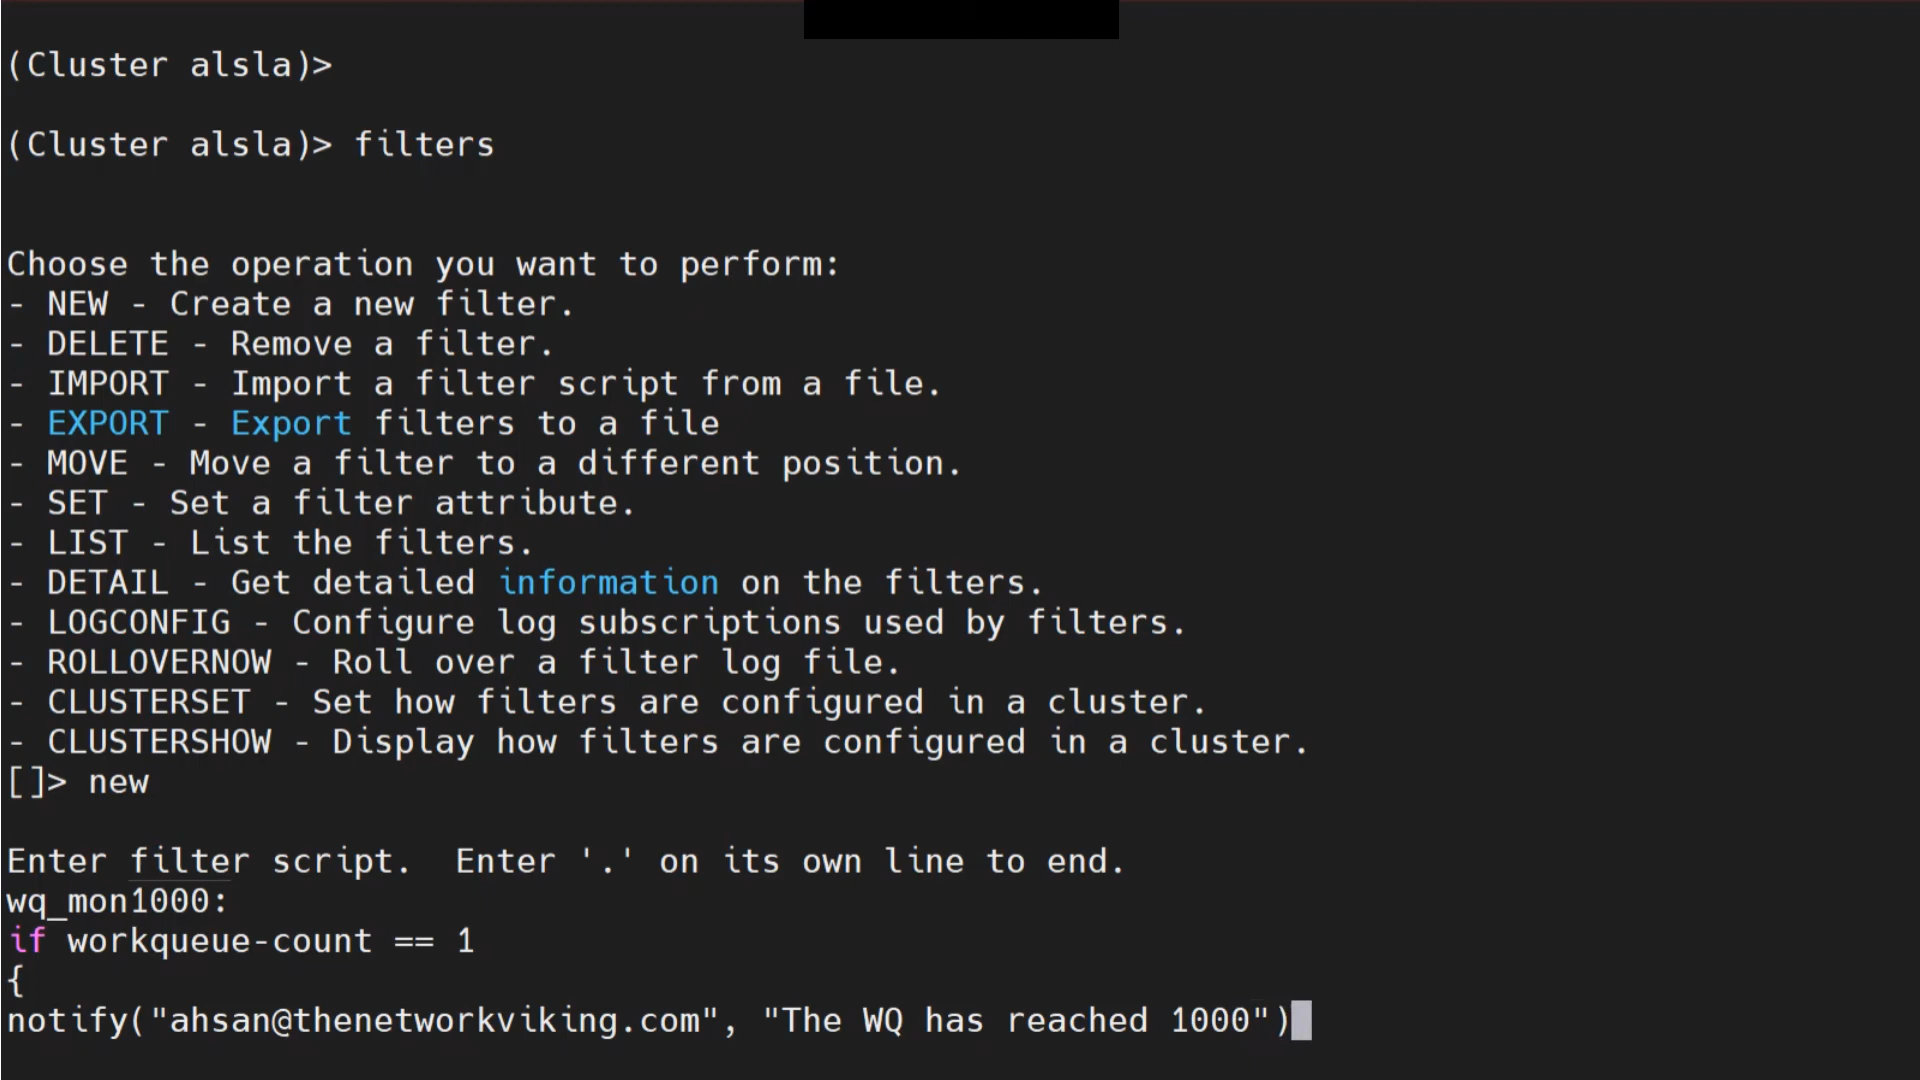 (Cluster alsla)>
(Cluster alsla)> filters
Choose the operation you want to perform:
- NEW - Create a new filter.
- DELETE - Remove a filter.
- IMPORT - Import a filter script from a file.
- EXPORT - Export filters to a file
- MOVE - Move a filter to a different position.
- SET - Set a filter attribute.
- LIST - List the filters.
- DETAIL - Get detailed information on the filters.
- LOGCONFIG - Configure log subscriptions used by filters.
- ROLLOVERNOW - Roll over a filter log file.
- CLUSTERSET - Set how filters are configured in a cluster.
- CLUSTERSHOW - Display how filters are configured in a cluster.
[]> new
Enter filter script.  Enter '.' on its own line to end.
wq_mon1000:
if workqueue-count == 1
{
notify("ahsan@thenetworkviking.com", "The WQ has reached 1000")